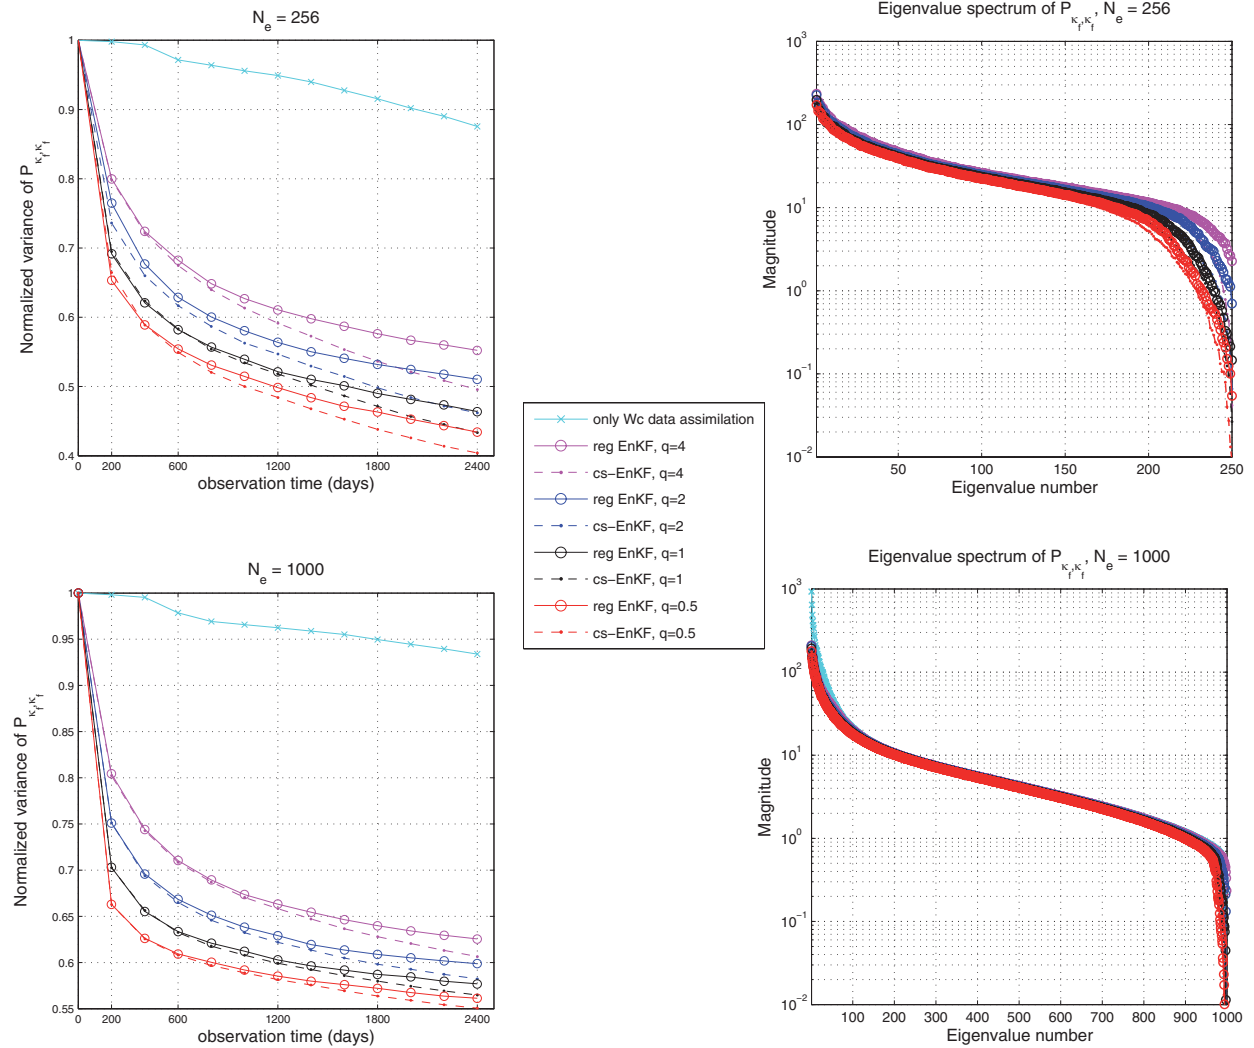 N_e = 256
1
0.9
0.8
0.7
0.6
0.5
0.4
Normalized variance of P_κf,κf
0 200 600 1200 1800 2400
observation time (days)
Eigenvalue spectrum of P_κf,κf, N_e = 256
10^3
10^2
10^1
10^0
10^-1
10^-2
Magnitude
50 100 150 200 250
Eigenvalue number
only Wc data assimilation
reg EnKF, q=4
cs-EnKF, q=4
reg EnKF, q=2
cs-EnKF, q=2
reg EnKF, q=1
cs-EnKF, q=1
reg EnKF, q=0.5
cs-EnKF, q=0.5
N_e = 1000
1
0.95
0.9
0.85
0.8
0.75
0.7
0.65
0.6
0.55
Normalized variance of P_κf,κf
0 200 600 1200 1800 2400
observation time (days)
Eigenvalue spectrum of P_κf,κf, N_e = 1000
10^3
10^2
10^1
10^0
10^-1
10^-2
Magnitude
100 200 300 400 500 600 700 800 900 1000
Eigenvalue number